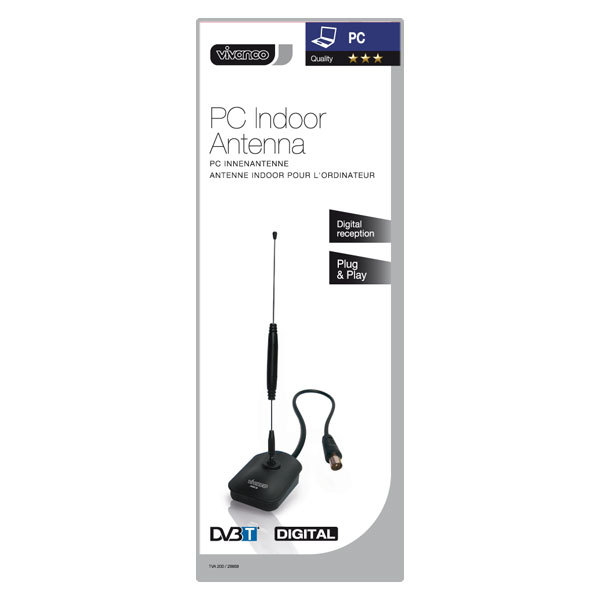 vivanco
PC
Quality
PC Indoor
Antenna
PC INNENANTENNE
ANTENNE INDOOR POUR L'ORDINATEUR
Digital
reception
Plug
& Play
vivanco
DVB T
DIGITAL